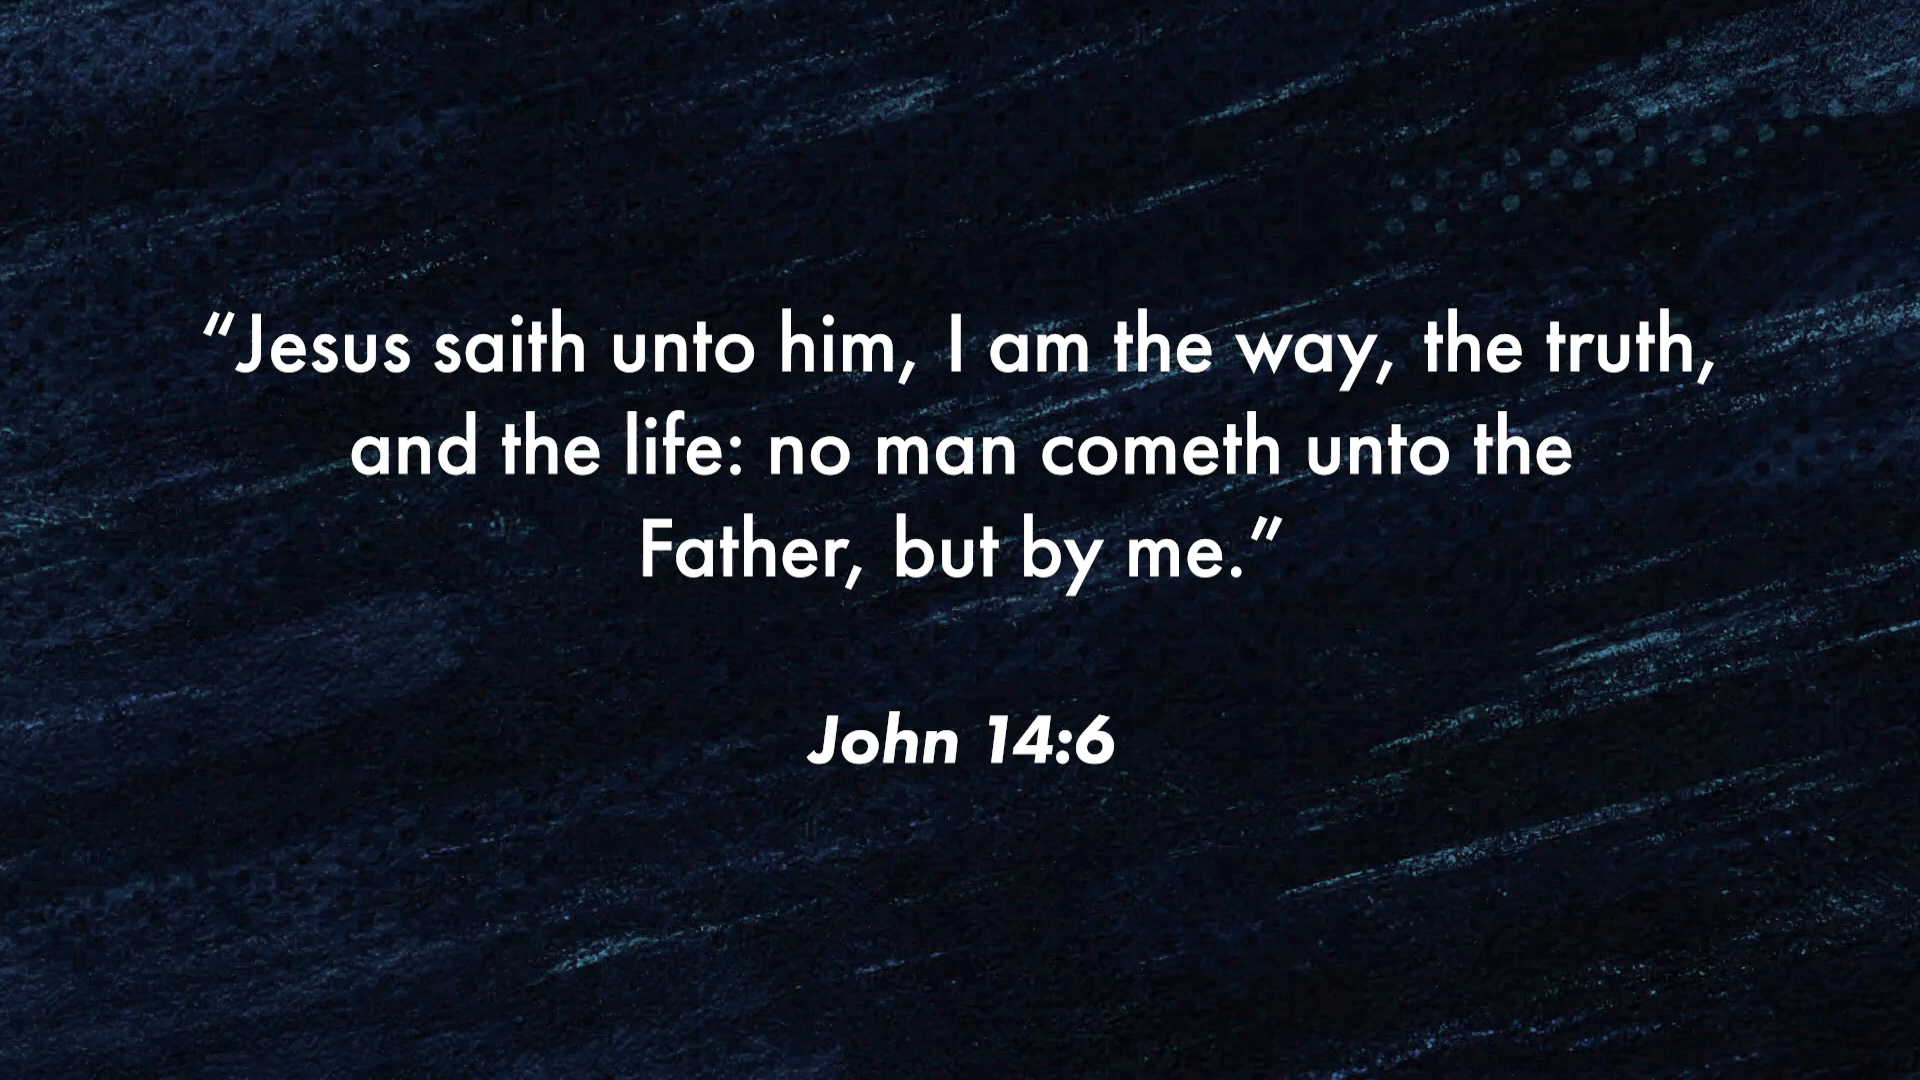 “Jesus saith unto him, I am the way, the truth,
and the life: no man cometh unto the
Father, but by me.”
John 14:6